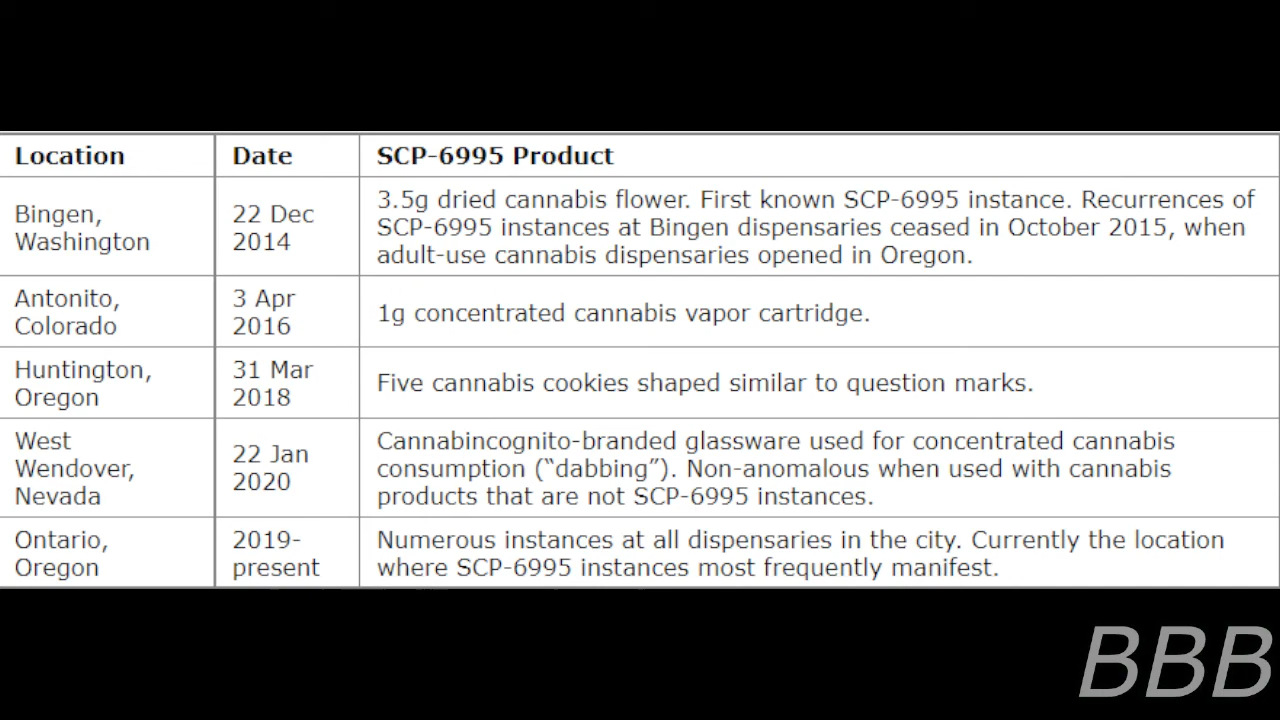 Location Date SCP-6995 Product
Bingen,
Washington
22 Dec
2014
3.5g dried cannabis flower. First known SCP-6995 instance. Recurrences of
SCP-6995 instances at Bingen dispensaries ceased in October 2015, when
adult-use cannabis dispensaries opened in Oregon.
Antonito,
Colorado
3 Apr
2016
1g concentrated cannabis vapor cartridge.
Huntington,
Oregon
31 Mar
2018
Five cannabis cookies shaped similar to question marks.
West
Wendover,
Nevada
22 Jan
2020
Cannabincognito-branded glassware used for concentrated cannabis
consumption (“dabbing”). Non-anomalous when used with cannabis
products that are not SCP-6995 instances.
Ontario,
Oregon
2019-
present
Numerous instances at all dispensaries in the city. Currently the location
where SCP-6995 instances most frequently manifest.
BBB